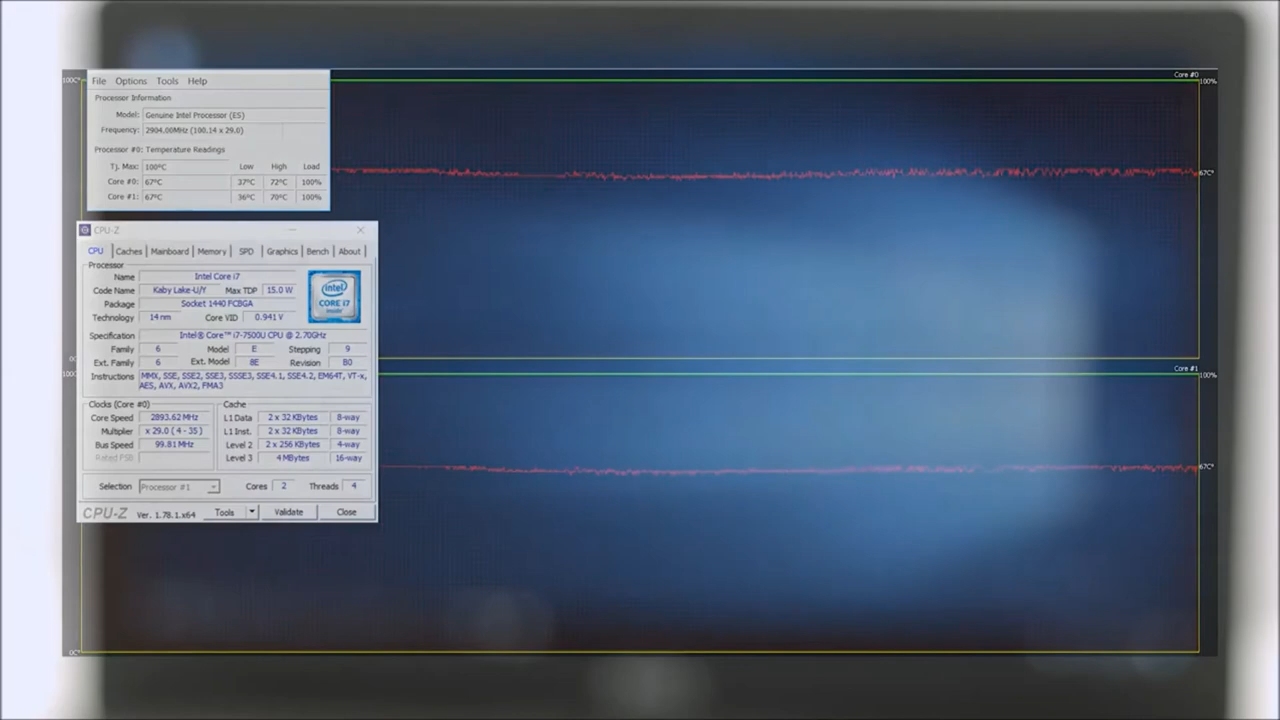 Core #0
100C°
100%
File Options Tools Help
Processor Information
Model: Genuine Intel Processor (ES)
Frequency: 2904.00MHz (100.14 x 29.0)
Processor #0: Temperature Readings
Tj. Max: 100°C Low High Load
Core #0: 67°C 37°C 72°C 100%
Core #1: 67°C 36°C 70°C 100%
67C°
CPU-Z
CPU Caches Mainboard Memory SPD Graphics Bench About
Processor
Name Intel Core i7
Code Name Kaby Lake-U/Y Max TDP 15.0 W
Package Socket 1440 FCBGA
Technology 14 nm Core VID 0.941 V
intel
CORE i7
inside
Specification Intel® Core™ i7-7500U CPU @ 2.70GHz
Family 6 Model E Stepping 9
Ext. Family 6 Ext. Model 8E Revision B0
Instructions MMX, SSE, SSE2, SSE3, SSSE3, SSE4.1, SSE4.2, EM64T, VT-x,
AES, AVX, AVX2, FMA3
Clocks (Core #0) Cache
Core Speed 2893.62 MHz L1 Data 2 x 32 KBytes 8-way
Multiplier x 29.0 ( 4 - 35 ) L1 Inst. 2 x 32 KBytes 8-way
Bus Speed 99.81 MHz Level 2 2 x 256 KBytes 4-way
Rated FSB Level 3 4 MBytes 16-way
Selection Processor #1 Cores 2 Threads 4
CPU-Z Ver. 1.78.1.x64 Tools Validate Close
Core #1
100%
67C°
0C°